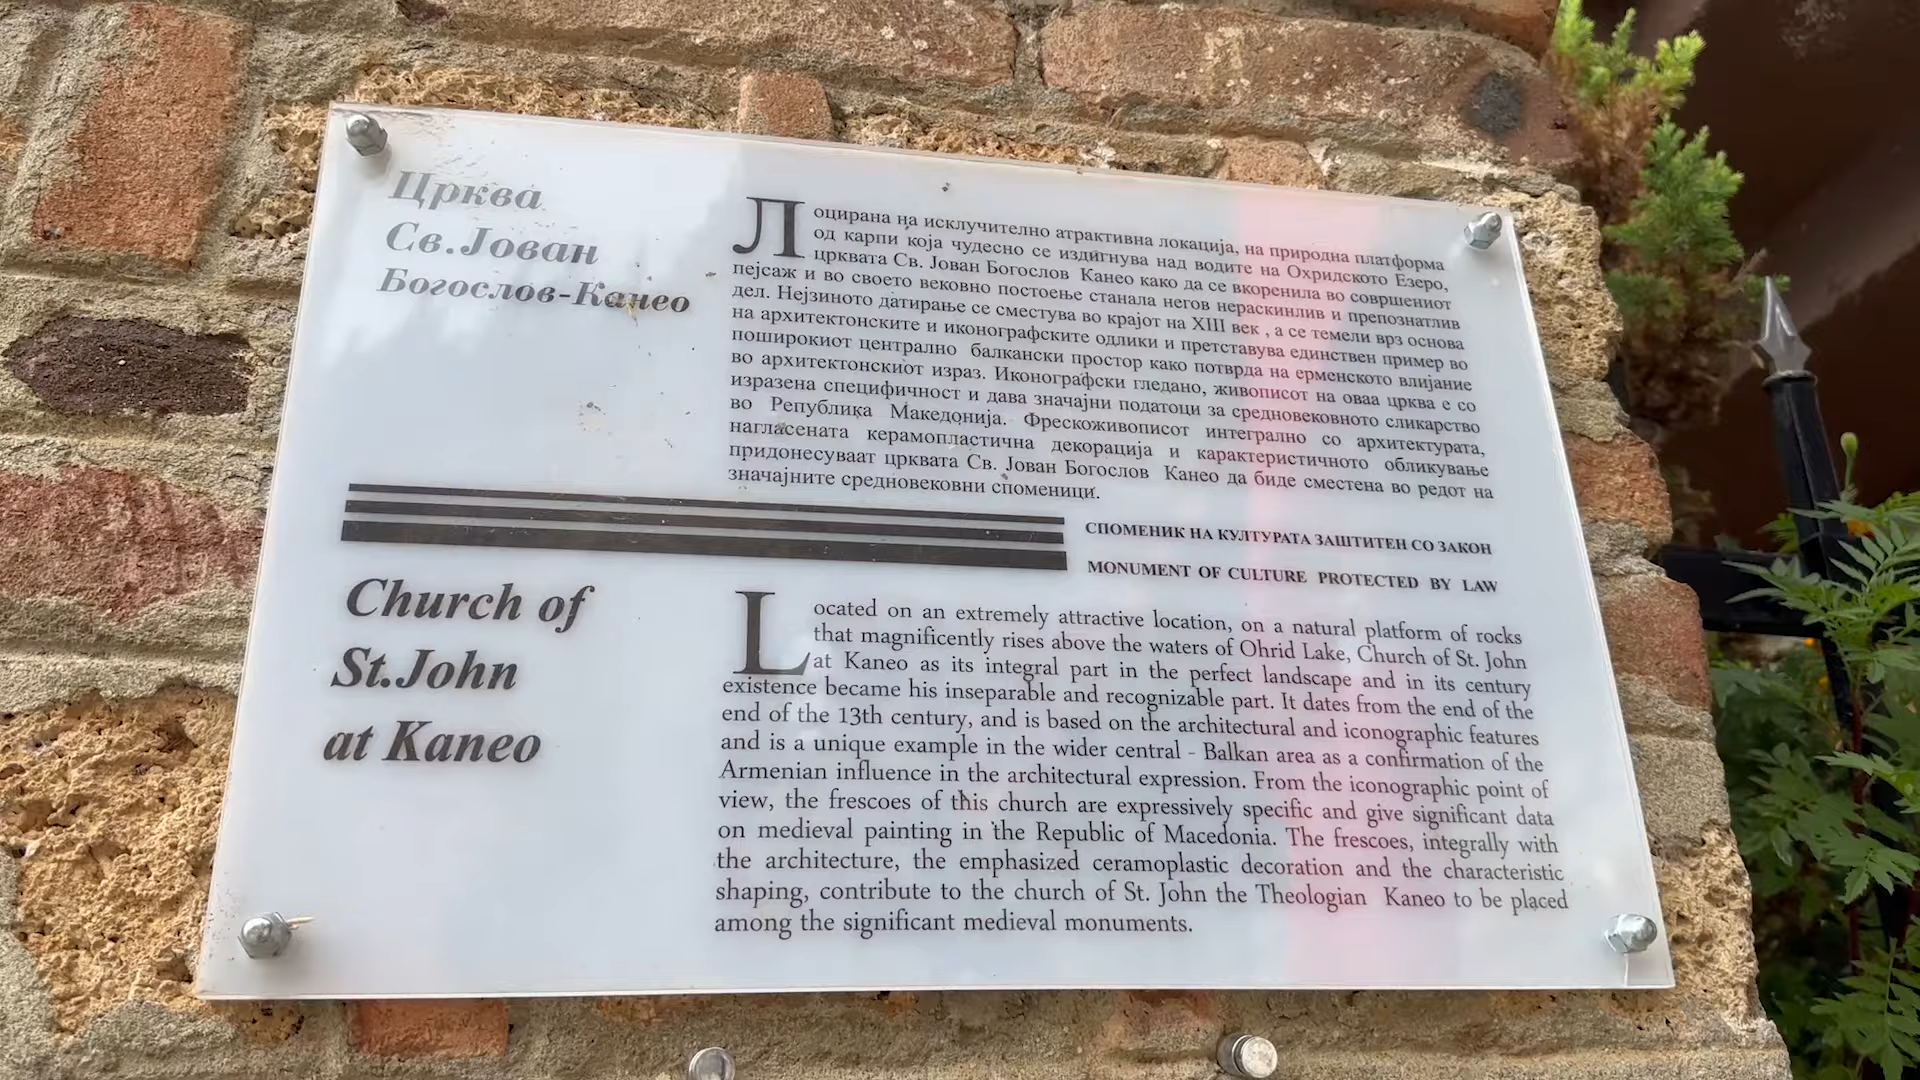 Црква
Св.Јован
Богослов-Канео
Лоцирана на исклучително атрактивна локација, на природна платформа
од карпи која чудесно се издигнува над водите на Охридското Езеро,
црквата Св. Јован Богослов Канео како да се вкоренила во совршениот
пејсаж и во своето вековно постоење станала негов нераскинлив и препознатлив
дел. Нејзиното датирање се сместува во крајот на XIII век , а се темели врз основа
на архитектонските и иконографските одлики и претставува единствен пример во
поширокиот централно балкански простор како потврда на ерменското влијание
во архитектонскиот израз. Иконографски гледано, живописот на оваа црква е со
изразена специфичност и дава значајни податоци за средновековното сликарство
во Република Македонија. Фрескоживописот интегрално со архитектурата,
нагласената керамопластична декорација и карактеристичното обликување
придонесуваат црквата Св. Јован Богослов Канео да биде сместена во редот на
значајните средновековни споменици.
СПОМЕНИК НА КУЛТУРАТА ЗАШТИТЕН СО ЗАКОН
MONUMENT OF CULTURE PROTECTED BY LAW
Church of
St.John
at Kaneo
Located on an extremely attractive location, on a natural platform of rocks
that magnificently rises above the waters of Ohrid Lake, Church of St. John
at Kaneo as its integral part in the perfect landscape and in its century
existence became his inseparable and recognizable part. It dates from the end of the
end of the 13th century, and is based on the architectural and iconographic features
and is a unique example in the wider central - Balkan area as a confirmation of the
Armenian influence in the architectural expression. From the iconographic point of
view, the frescoes of this church are expressively specific and give significant data
on medieval painting in the Republic of Macedonia. The frescoes, integrally with
the architecture, the emphasized ceramoplastic decoration and the characteristic
shaping, contribute to the church of St. John the Theologian Kaneo to be placed
among the significant medieval monuments.